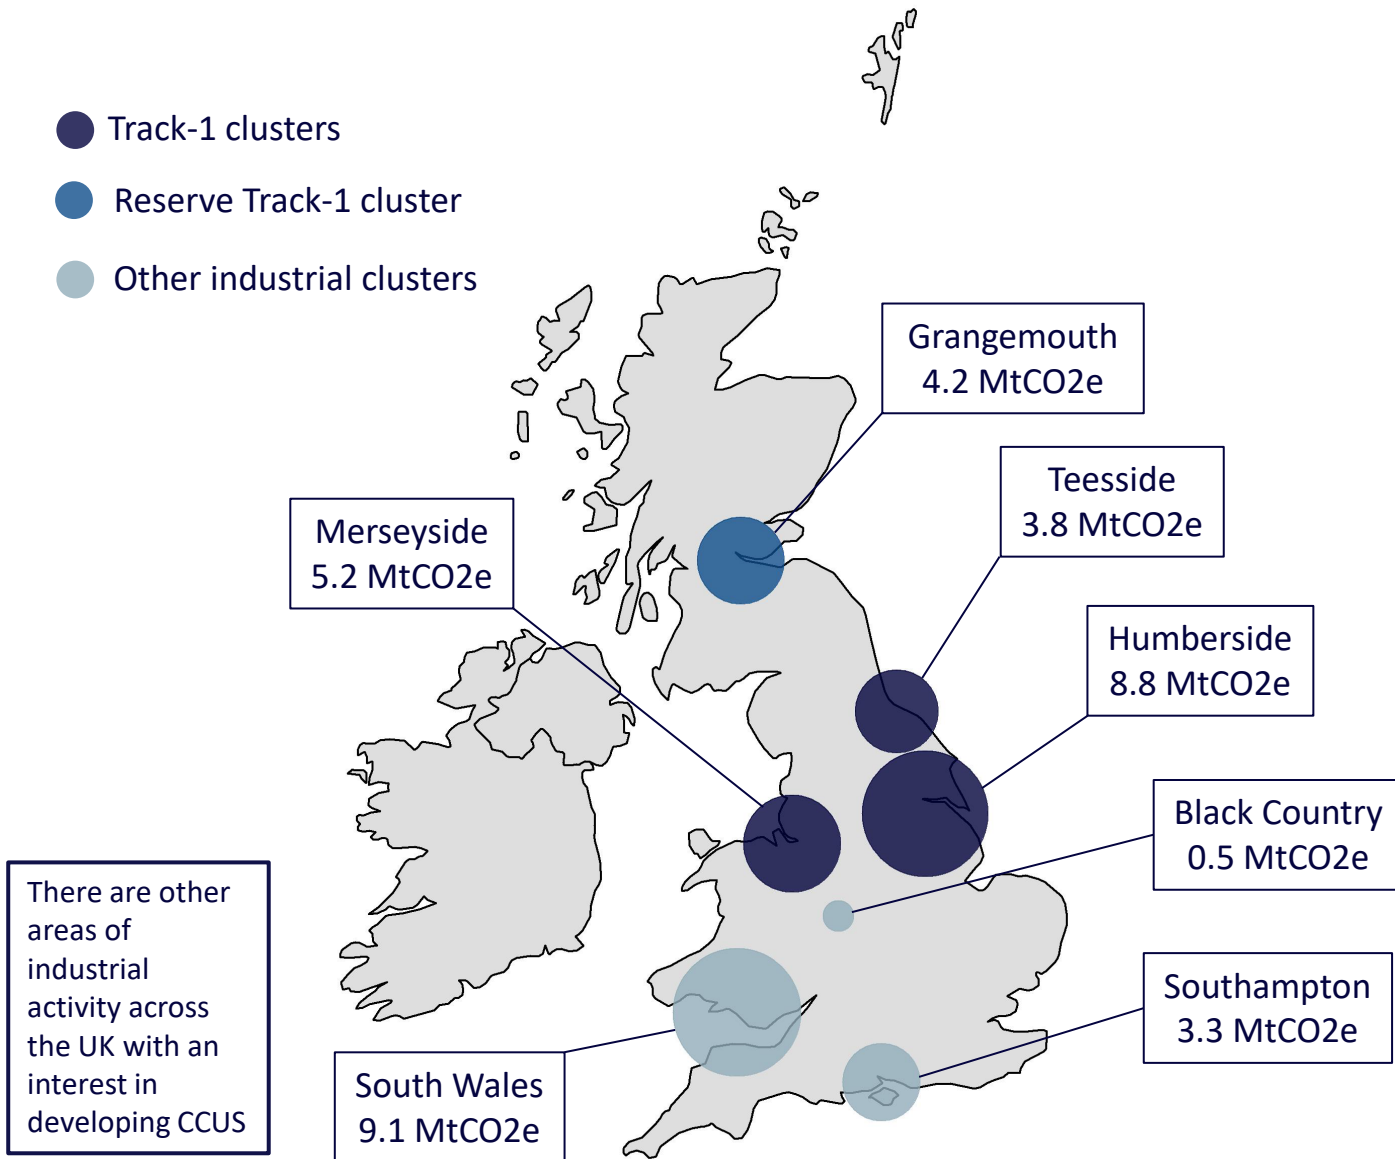 Track-1 clusters
Reserve Track-1 cluster
Other industrial clusters
Grangemouth
4.2 MtCO2e
Teesside
3.8 MtCO2e
Merseyside
5.2 MtCO2e
Humberside
8.8 MtCO2e
Black Country
0.5 MtCO2e
There are other
areas of
industrial
activity across
the UK with an
interest in
developing CCUS
Southampton
3.3 MtCO2e
South Wales
9.1 MtCO2e